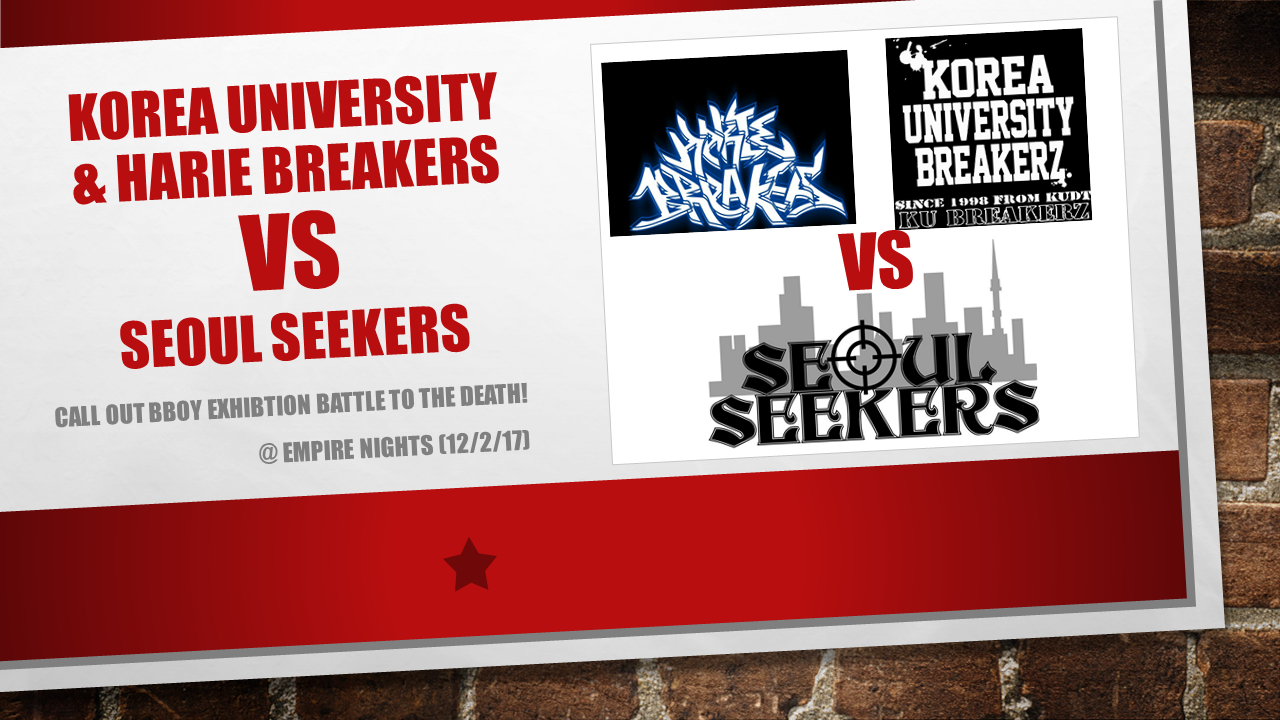 KOREA UNIVERSITY
& HARIE BREAKERS
VS
SEOUL SEEKERS
CALL OUT BBOY EXHIBTION BATTLE TO THE DEATH!
@ EMPIRE NIGHTS (12/2/17)
BREAKERS
KOREA
UNIVERSITY
BREAKERZ.
SINCE 1998 FROM KUDT
KU BREAKERZ
VS
SEOUL
SEEKERS